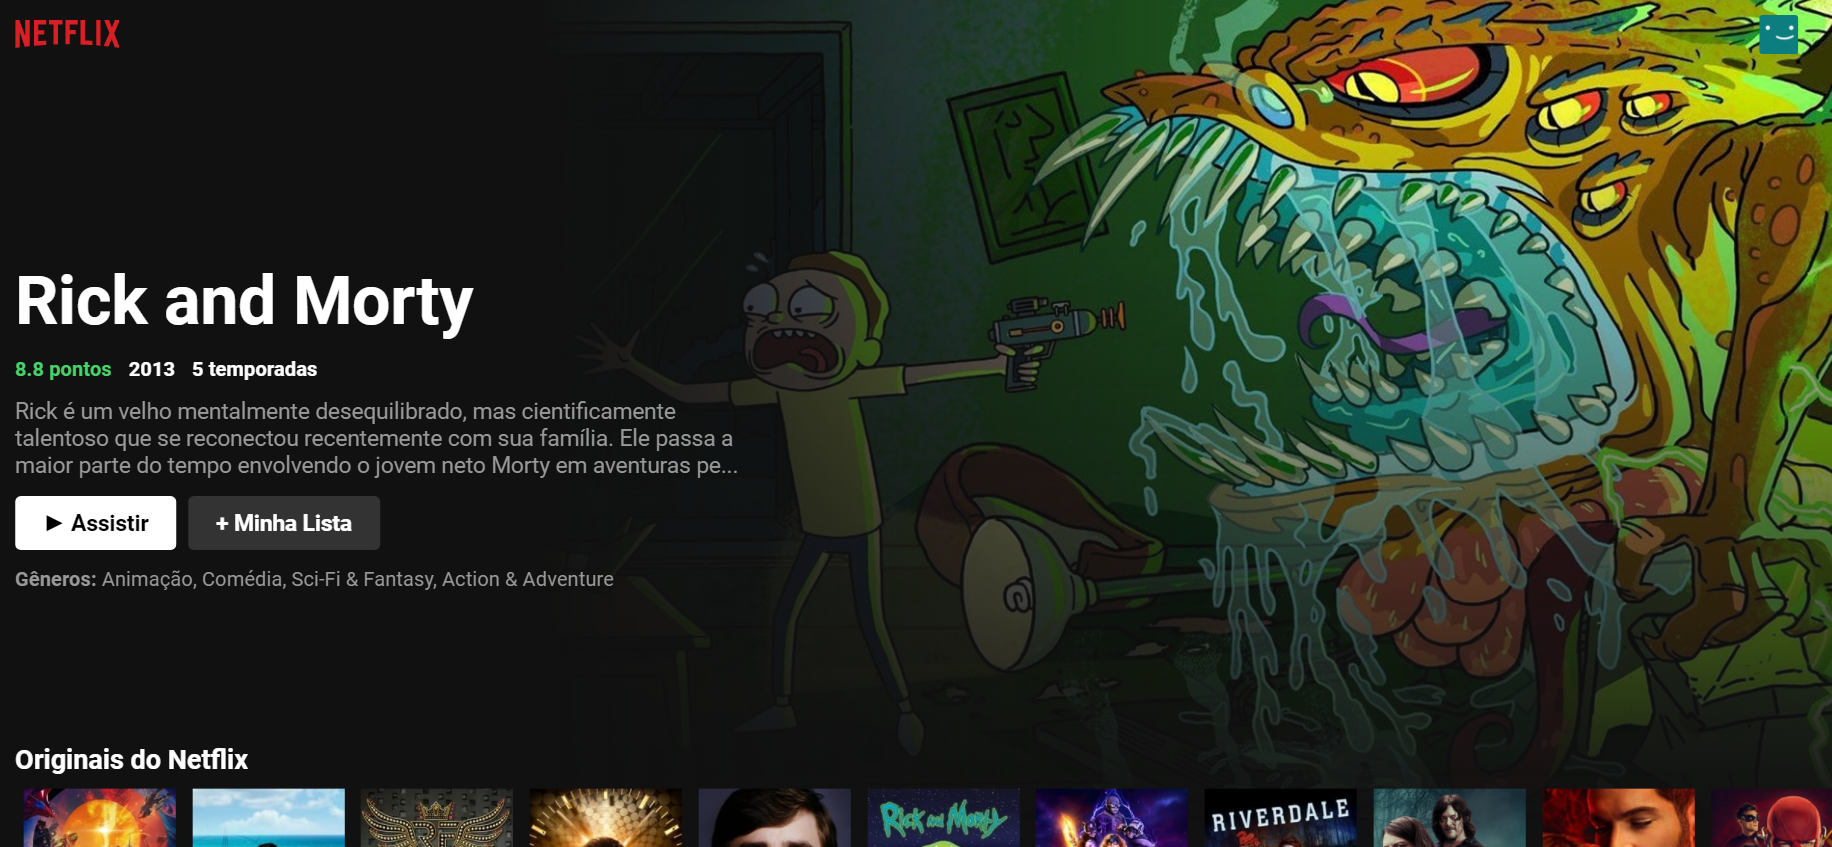 NETFLIX
Rick and Morty
8.8 pontos 2013 5 temporadas
Rick é um velho mentalmente desequilibrado, mas cientificamente
talentoso que se reconectou recentemente com sua família. Ele passa a
maior parte do tempo envolvendo o jovem neto Morty em aventuras pe...
► Assistir
+ Minha Lista
Gêneros: Animação, Comédia, Sci-Fi & Fantasy, Action & Adventure
Originais do Netflix
Rick and Morty
RIVERDALE